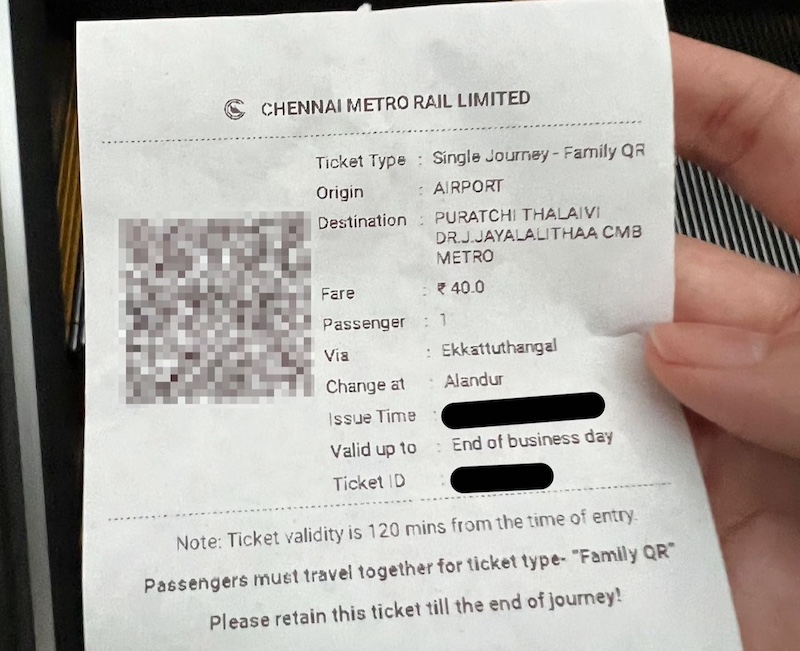 CHENNAI METRO RAIL LIMITED
Ticket Type : Single Journey - Family QR
Origin : AIRPORT
Destination : PURATCHI THALAIVI
DR.J.JAYALALITHAA CMB
METRO
Fare : ₹ 40.0
Passenger : 1
Via : Ekkattuthangal
Change at : Alandur
Issue Time :
Valid up to : End of business day
Ticket ID :
Note: Ticket validity is 120 mins from the time of entry.
Passengers must travel together for ticket type- "Family QR"
Please retain this ticket till the end of journey!